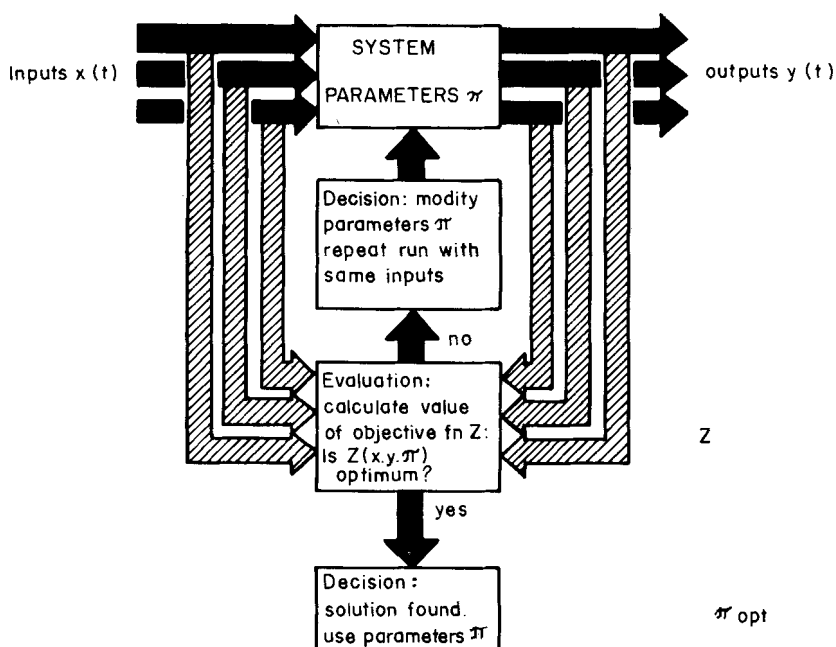 SYSTEM
Inputs x (t)
outputs y (t)
PARAMETERS π
Decision: modity
parameters π
repeat run with
same inputs
no
Evaluation:
calculate value
of objective fn Z:
Is Z(x.y.π)
optimum?
Z
yes
Decision:
solution found.
use parameters π
π opt